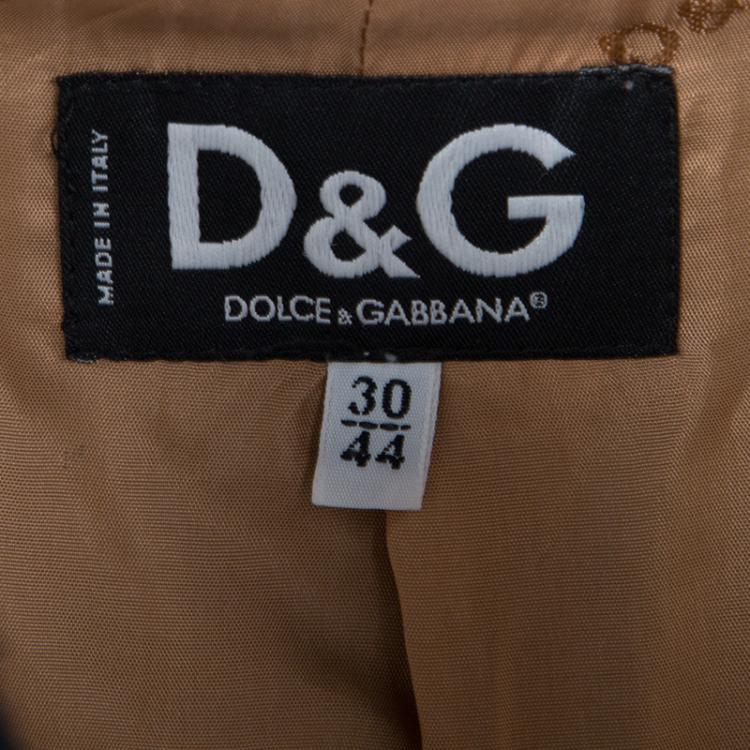 MADE IN ITALY
D&G
DOLCE & GABBANA®
30
44